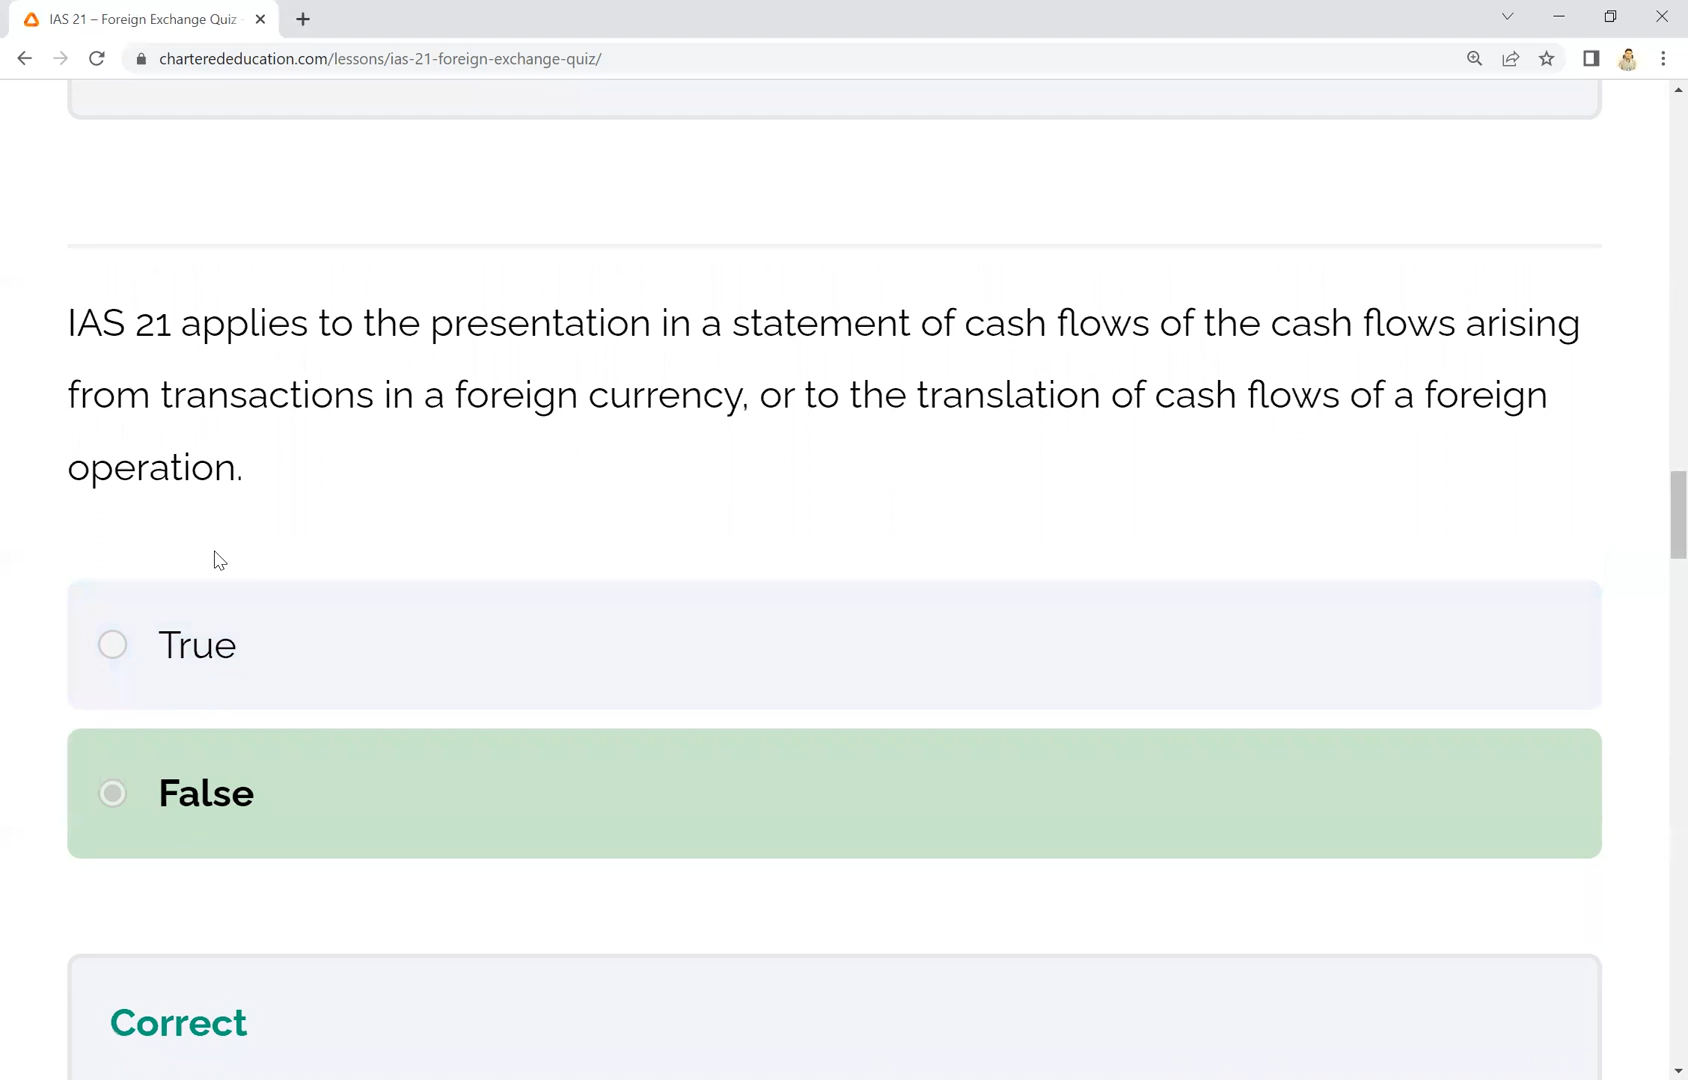 IAS 21 – Foreign Exchange Quiz
charterededucation.com/lessons/ias-21-foreign-exchange-quiz/
IAS 21 applies to the presentation in a statement of cash flows of the cash flows arising
from transactions in a foreign currency, or to the translation of cash flows of a foreign
operation.
True
False
Correct